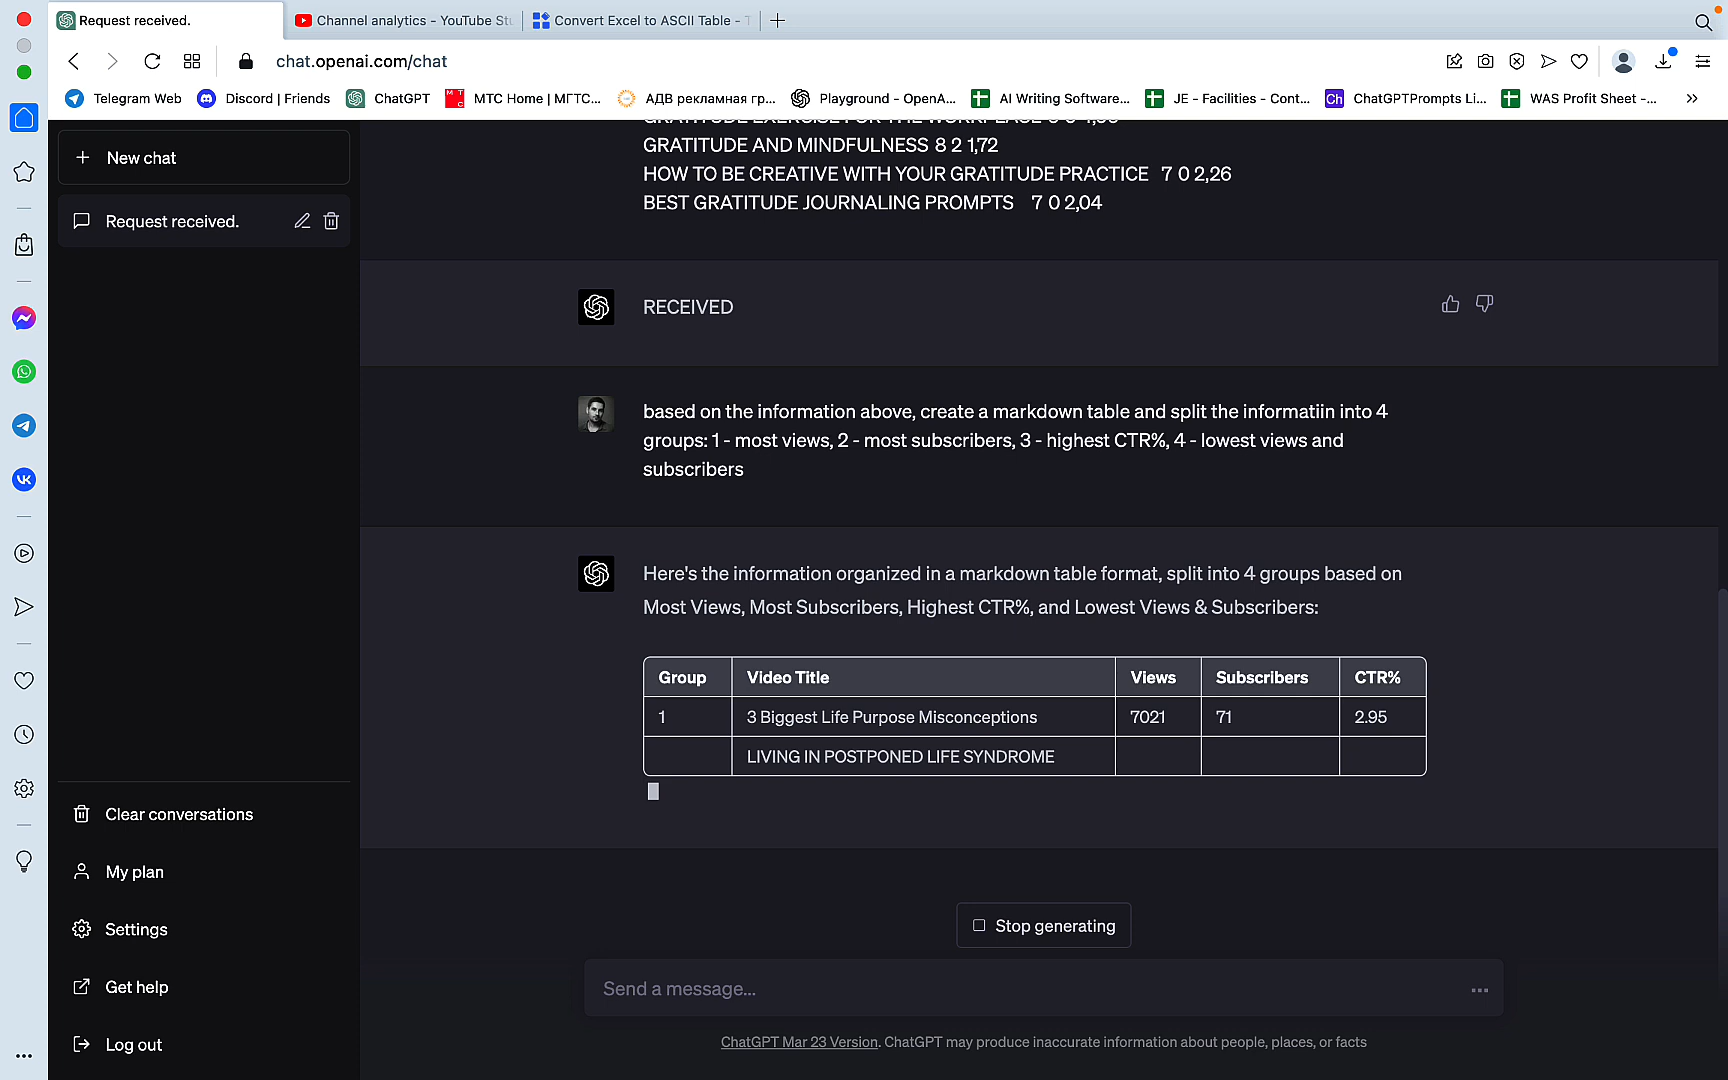 Request received.
Channel analytics - YouTube Stu
Convert Excel to ASCII Table - T
chat.openai.com/chat
Telegram Web
Discord | Friends
ChatGPT
МТС Home | МГТС...
АДВ рекламная гр...
Playground - OpenA...
AI Writing Software...
JE - Facilities - Cont...
Ch
ChatGPTPrompts Li...
WAS Profit Sheet -...
New chat
Request received.
GRATITUDE EXERCISE FOR THE WORKPLACE
GRATITUDE AND MINDFULNESS 8 2 1,72
HOW TO BE CREATIVE WITH YOUR GRATITUDE PRACTICE 7 0 2,26
BEST GRATITUDE JOURNALING PROMPTS 7 0 2,04
RECEIVED
based on the information above, create a markdown table and split the informatiin into 4
groups: 1 - most views, 2 - most subscribers, 3 - highest CTR%, 4 - lowest views and
subscribers
Here's the information organized in a markdown table format, split into 4 groups based on
Most Views, Most Subscribers, Highest CTR%, and Lowest Views & Subscribers:
Group Video Title Views Subscribers CTR%
1 3 Biggest Life Purpose Misconceptions 7021 71 2.95
LIVING IN POSTPONED LIFE SYNDROME
Clear conversations
My plan
Settings
Get help
Log out
Stop generating
Send a message...
ChatGPT Mar 23 Version. ChatGPT may produce inaccurate information about people, places, or facts